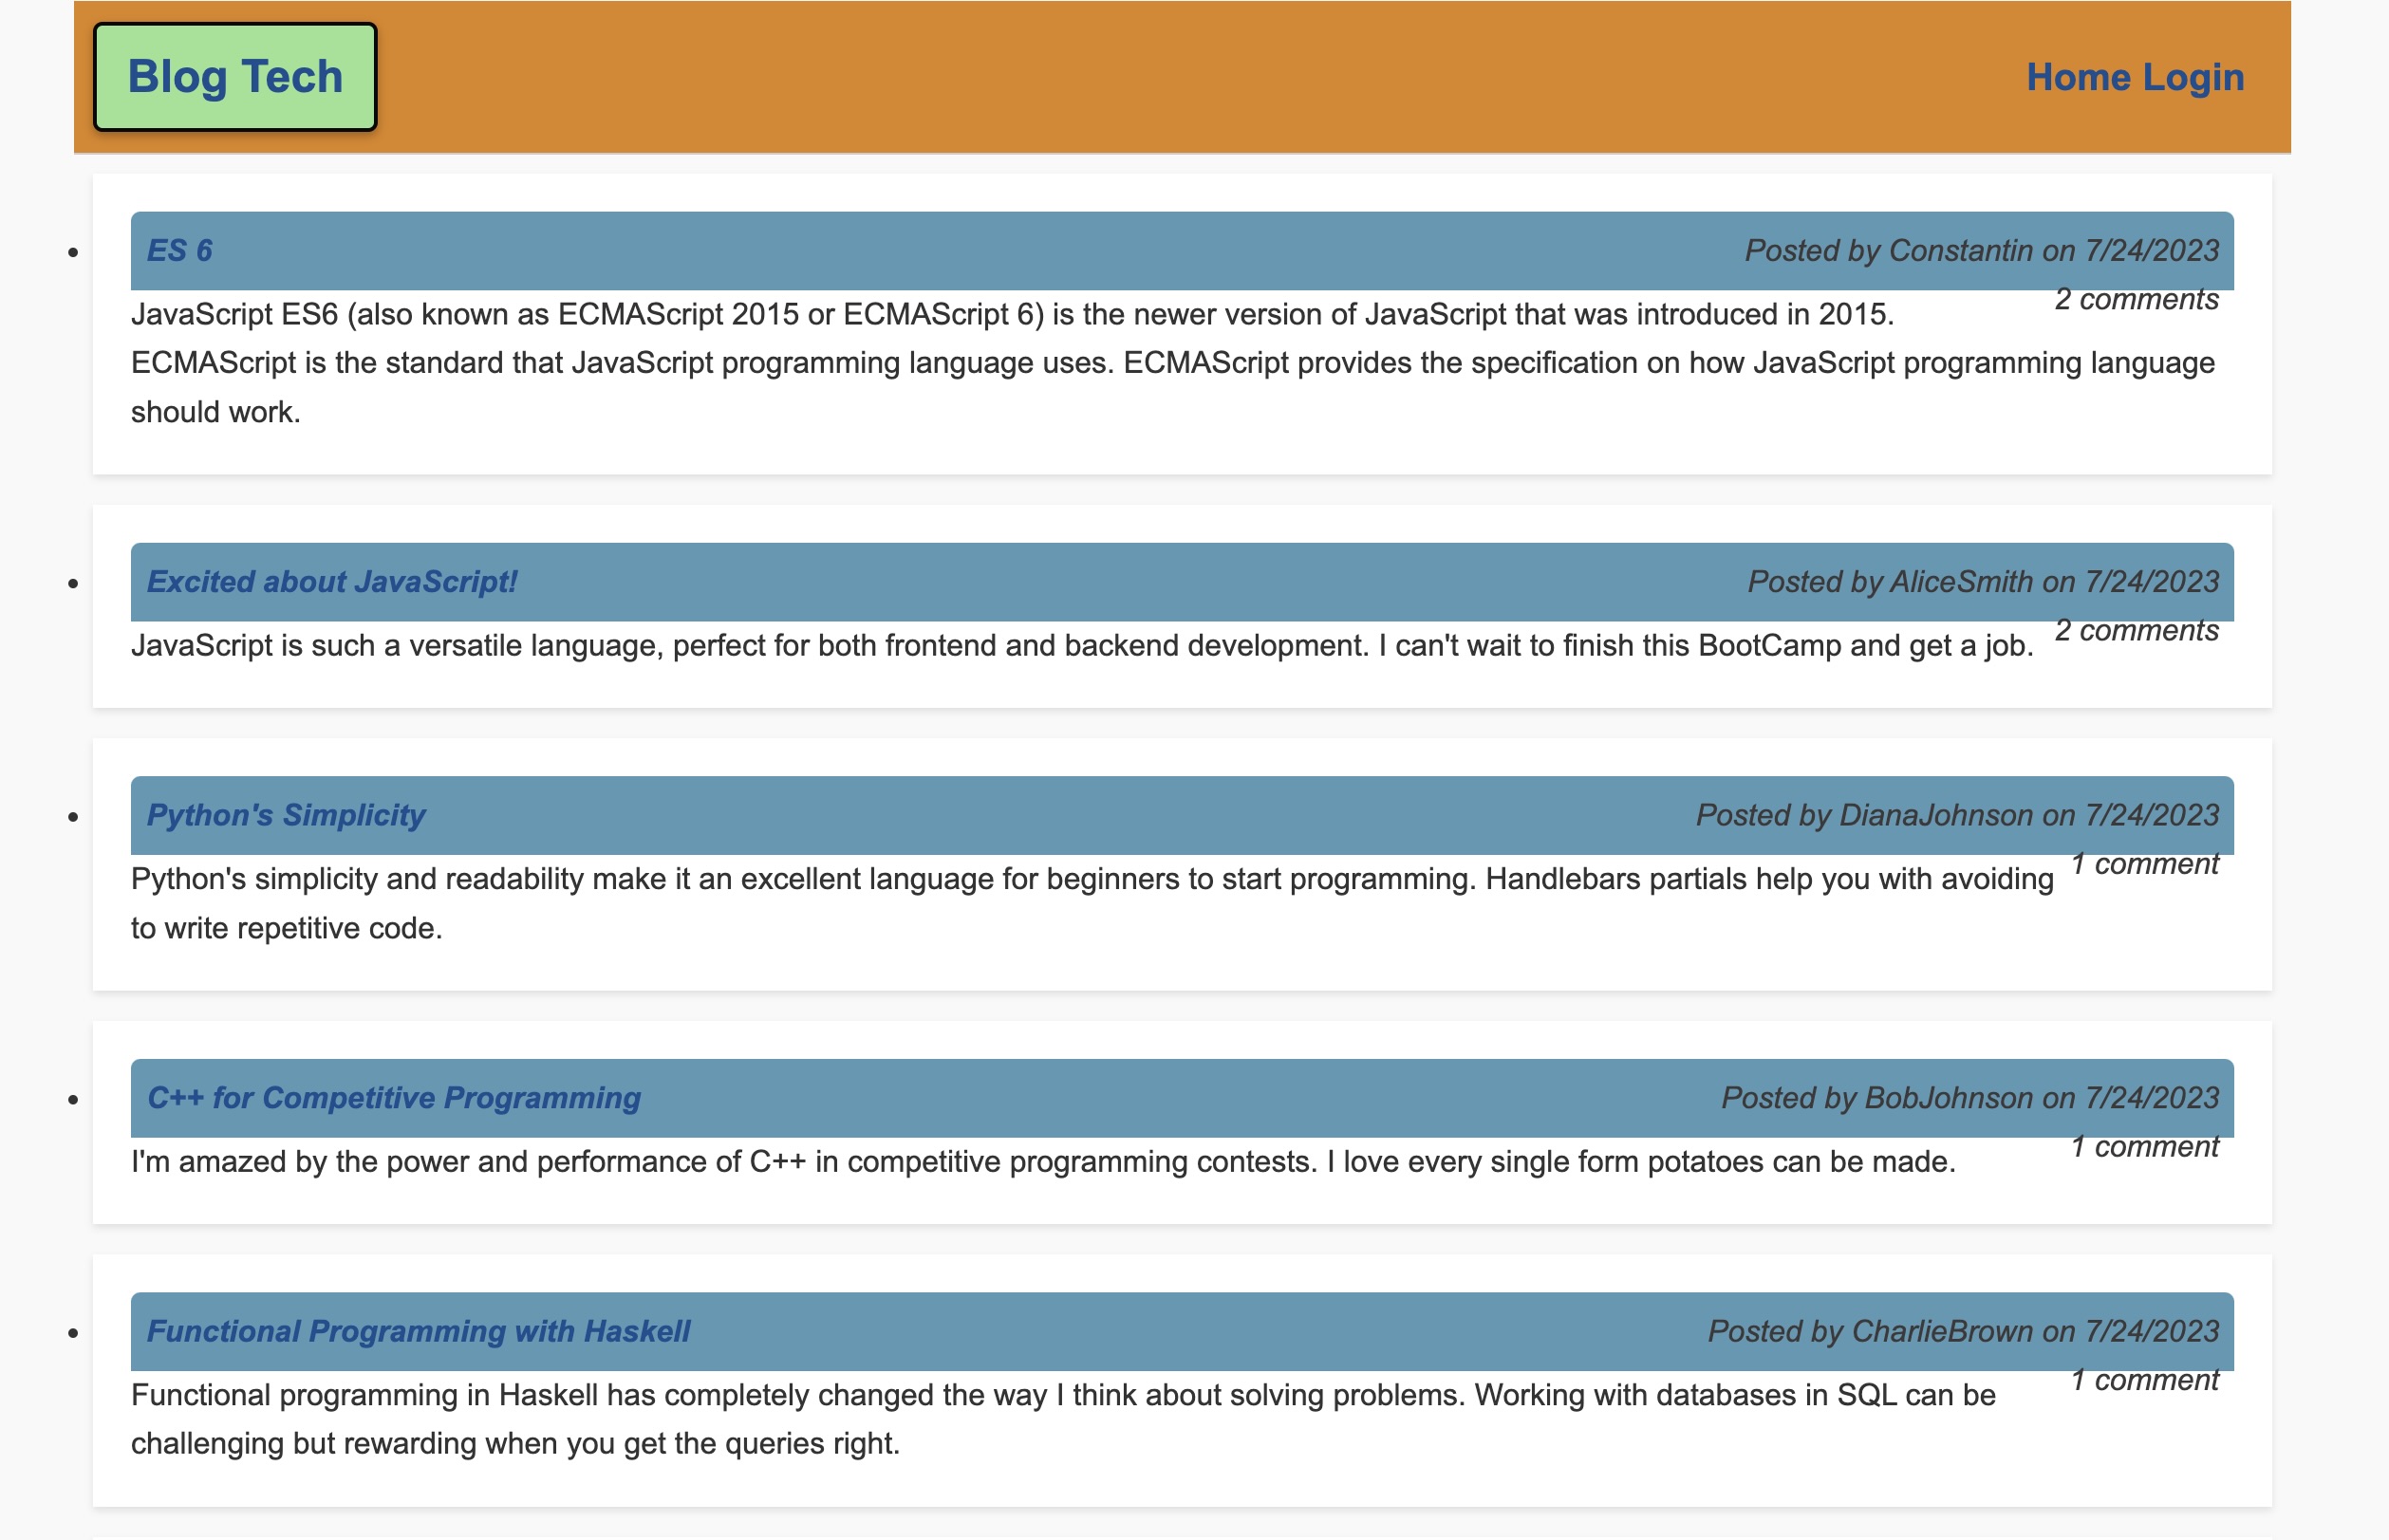 Blog Tech
Home Login
ES 6
Posted by Constantin on 7/24/2023
2 comments
JavaScript ES6 (also known as ECMAScript 2015 or ECMAScript 6) is the newer version of JavaScript that was introduced in 2015.
ECMAScript is the standard that JavaScript programming language uses. ECMAScript provides the specification on how JavaScript programming language
should work.
Excited about JavaScript!
Posted by AliceSmith on 7/24/2023
2 comments
JavaScript is such a versatile language, perfect for both frontend and backend development. I can't wait to finish this BootCamp and get a job.
Python's Simplicity
Posted by DianaJohnson on 7/24/2023
1 comment
Python's simplicity and readability make it an excellent language for beginners to start programming. Handlebars partials help you with avoiding
to write repetitive code.
C++ for Competitive Programming
Posted by BobJohnson on 7/24/2023
1 comment
I'm amazed by the power and performance of C++ in competitive programming contests. I love every single form potatoes can be made.
Functional Programming with Haskell
Posted by CharlieBrown on 7/24/2023
1 comment
Functional programming in Haskell has completely changed the way I think about solving problems. Working with databases in SQL can be
challenging but rewarding when you get the queries right.